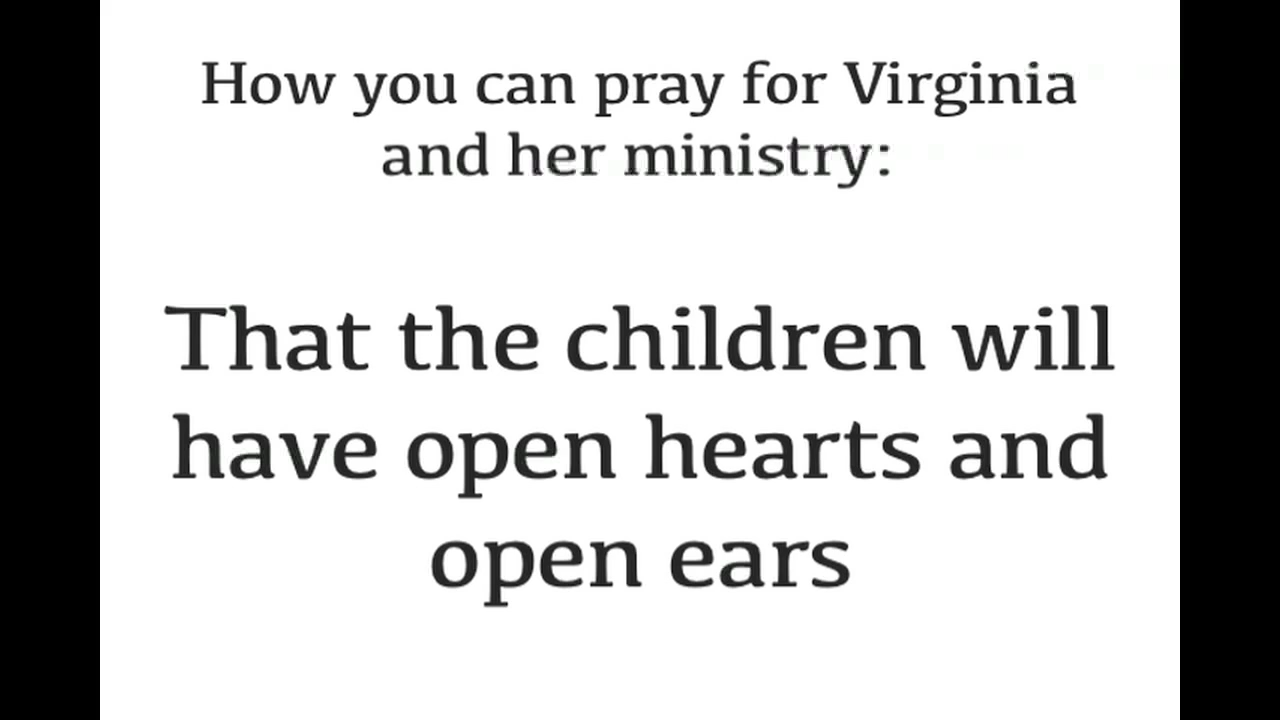 How you can pray for Virginia
and her ministry:
That the children will
have open hearts and
open ears